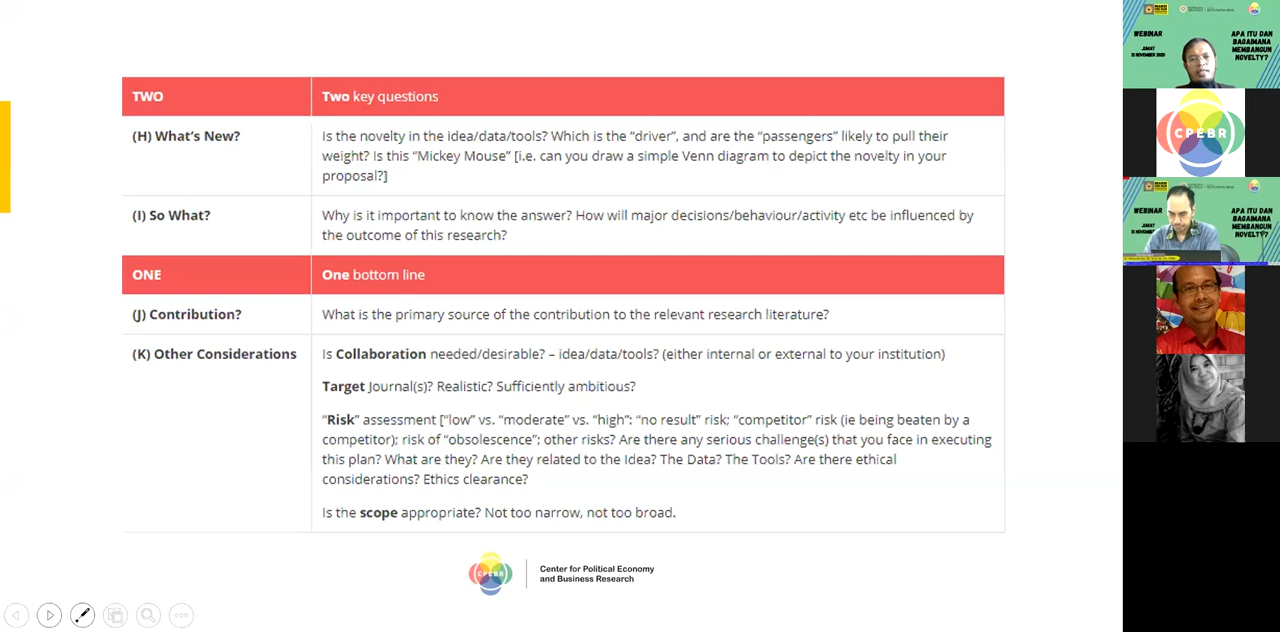 TWO
Two key questions
(H) What's New?
Is the novelty in the idea/data/tools? Which is the "driver", and are the "passengers" likely to pull their
weight? Is this "Mickey Mouse" [i.e. can you draw a simple Venn diagram to depict the novelty in your
proposal?]
(I) So What?
Why is it important to know the answer? How will major decisions/behaviour/activity etc be influenced by
the outcome of this research?
ONE
One bottom line
(J) Contribution?
What is the primary source of the contribution to the relevant research literature?
(K) Other Considerations
Is Collaboration needed/desirable? – idea/data/tools? (either internal or external to your institution)
Target Journal(s)? Realistic? Sufficiently ambitious?
"Risk" assessment ["low" vs. "moderate" vs. "high": "no result" risk; "competitor" risk (ie being beaten by a
competitor); risk of "obsolescence"; other risks? Are there any serious challenge(s) that you face in executing
this plan? What are they? Are they related to the Idea? The Data? The Tools? Are there ethical
considerations? Ethics clearance?
Is the scope appropriate? Not too narrow, not too broad.
CPEBR
Center for Political Economy
and Business Research
WEBINAR
JUMAT
APA ITU DAN
BAGAIMANA
MEMBANGUN
NOVELTY?
CPEBR
WEBINAR
JUMAT
APA ITU DAN
BAGAIMANA
MEMBANGUN
NOVELTY?